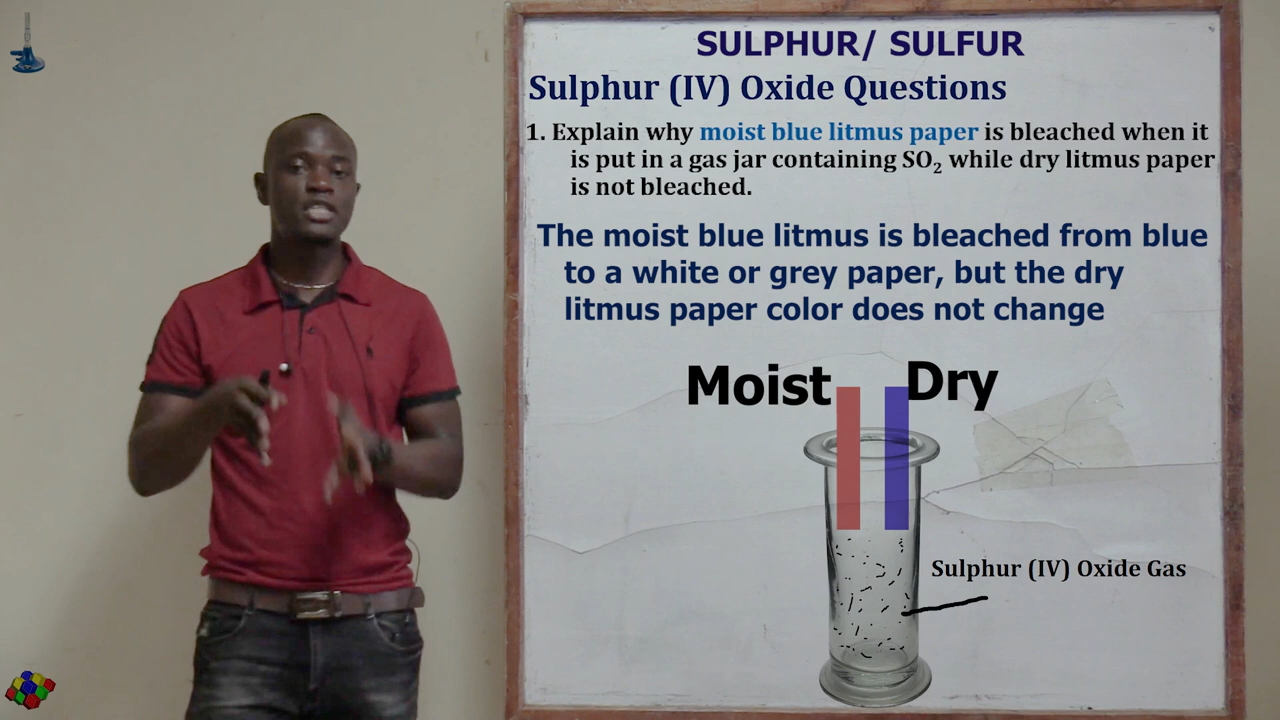 SULPHUR/ SULFUR
Sulphur (IV) Oxide Questions
1. Explain why moist blue litmus paper is bleached when it
is put in a gas jar containing SO₂ while dry litmus paper
is not bleached.
The moist blue litmus is bleached from blue
to a white or grey paper, but the dry
litmus paper color does not change
Moist Dry
Sulphur (IV) Oxide Gas